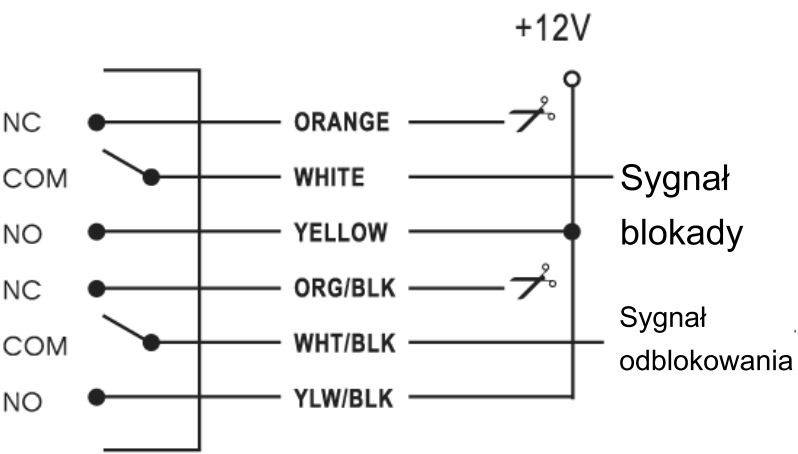 +12V
NC ORANGE
COM WHITE Sygnał
NO YELLOW blokady
NC ORG/BLK
Sygnał
COM WHT/BLK
odblokowania
NO YLW/BLK